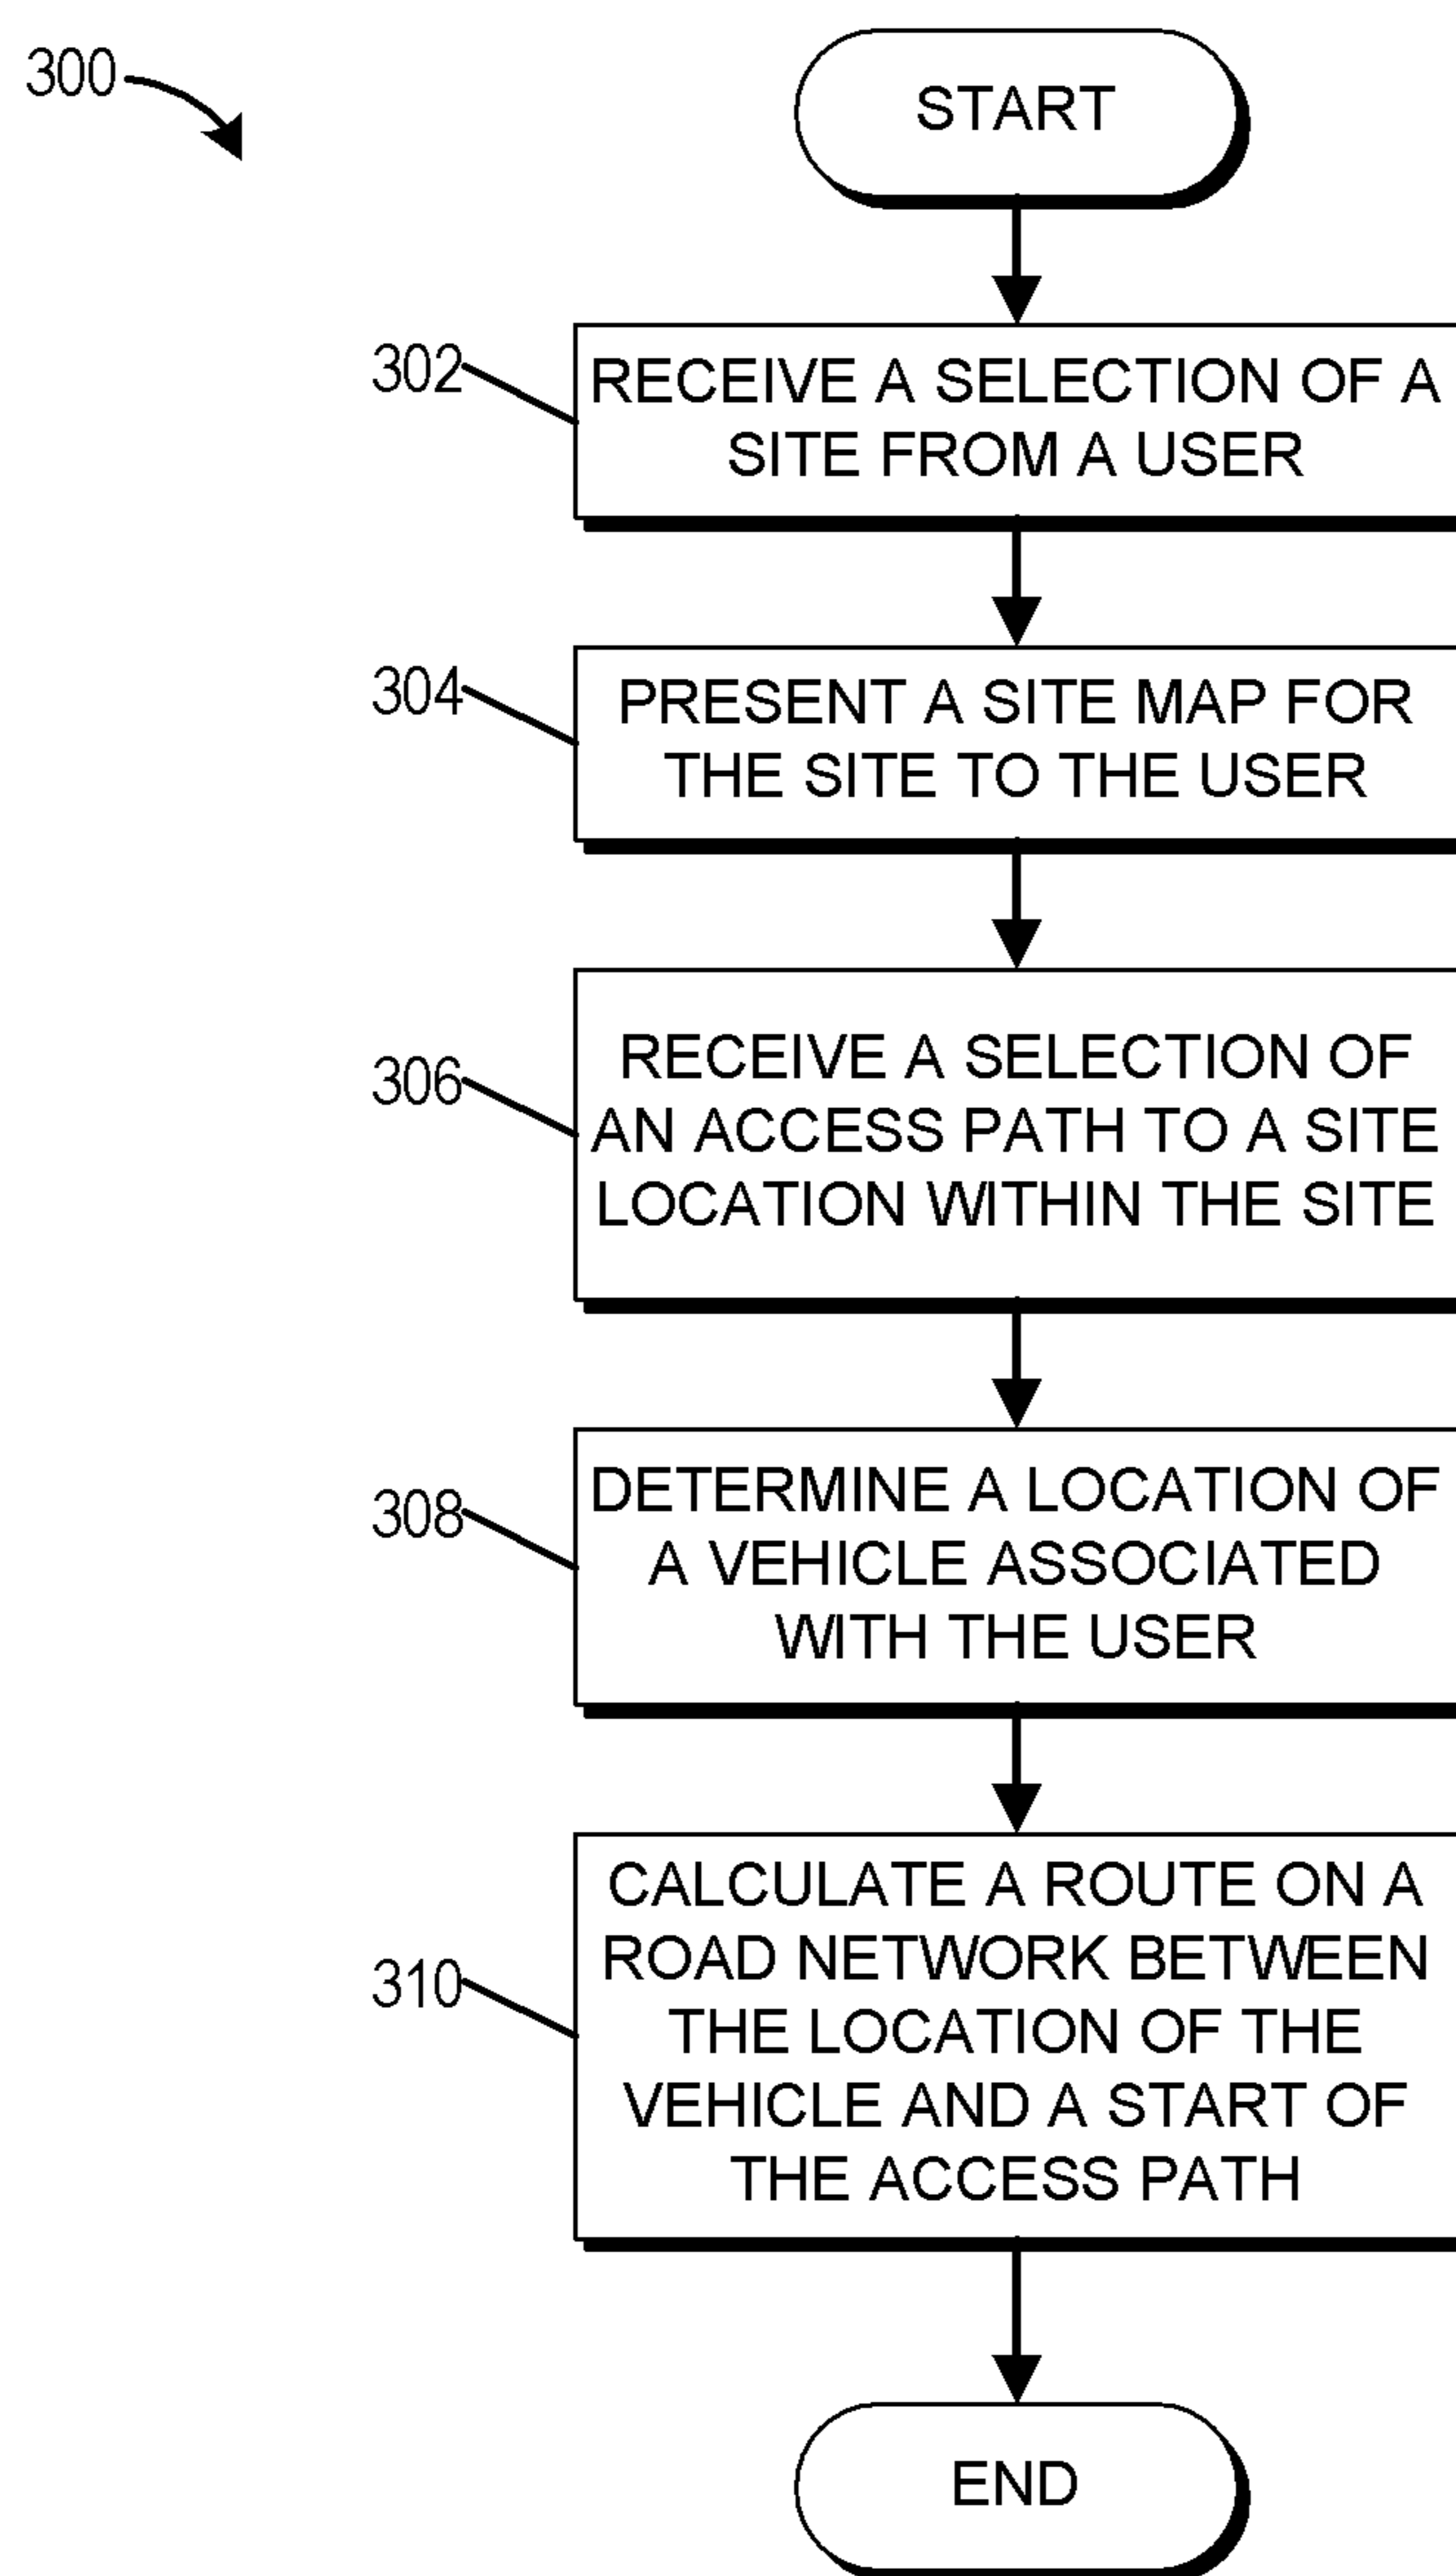 300
START
302
RECEIVE A SELECTION OF A
SITE FROM A USER
304
PRESENT A SITE MAP FOR
THE SITE TO THE USER
306
RECEIVE A SELECTION OF
AN ACCESS PATH TO A SITE
LOCATION WITHIN THE SITE
308
DETERMINE A LOCATION OF
A VEHICLE ASSOCIATED
WITH THE USER
310
CALCULATE A ROUTE ON A
ROAD NETWORK BETWEEN
THE LOCATION OF THE
VEHICLE AND A START OF
THE ACCESS PATH
END